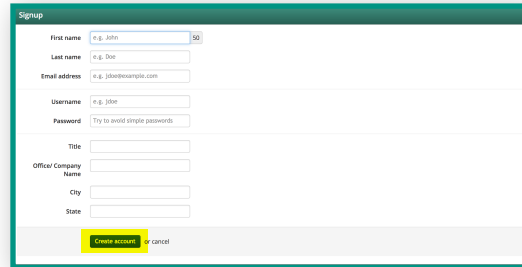 Signup
First name e.g. John 50
Last name e.g. Doe
Email address e.g. jdoe@example.com
Username e.g. jdoe
Password Try to avoid simple passwords
Title
Office/ Company
Name
City
State
Create account or cancel